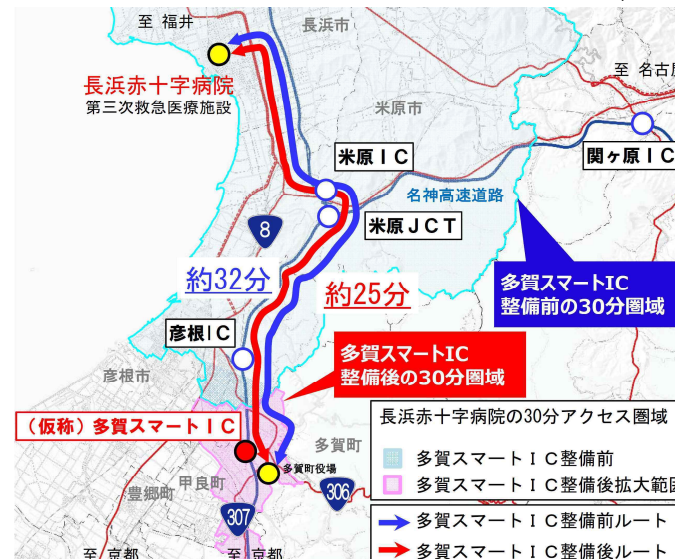 至 福井
長浜市
長浜赤十字病院
第三次救急医療施設
至 名古屋
米原市
米原IC
関ヶ原IC
名神高速道路
米原JCT
8
約32分
約25分
多賀スマートIC
整備前の30分圏域
彦根IC
多賀スマートIC
整備後の30分圏域
彦根市
長浜赤十字病院の30分アクセス圏域
(仮称)多賀スマートIC
多賀町
多賀スマートIC整備前
多賀町役場
甲良町
多賀スマートIC整備後拡大範囲
豊郷町
306
307
多賀スマートIC整備前ルート
多賀スマートIC整備後ルート
至 京都
至 京都